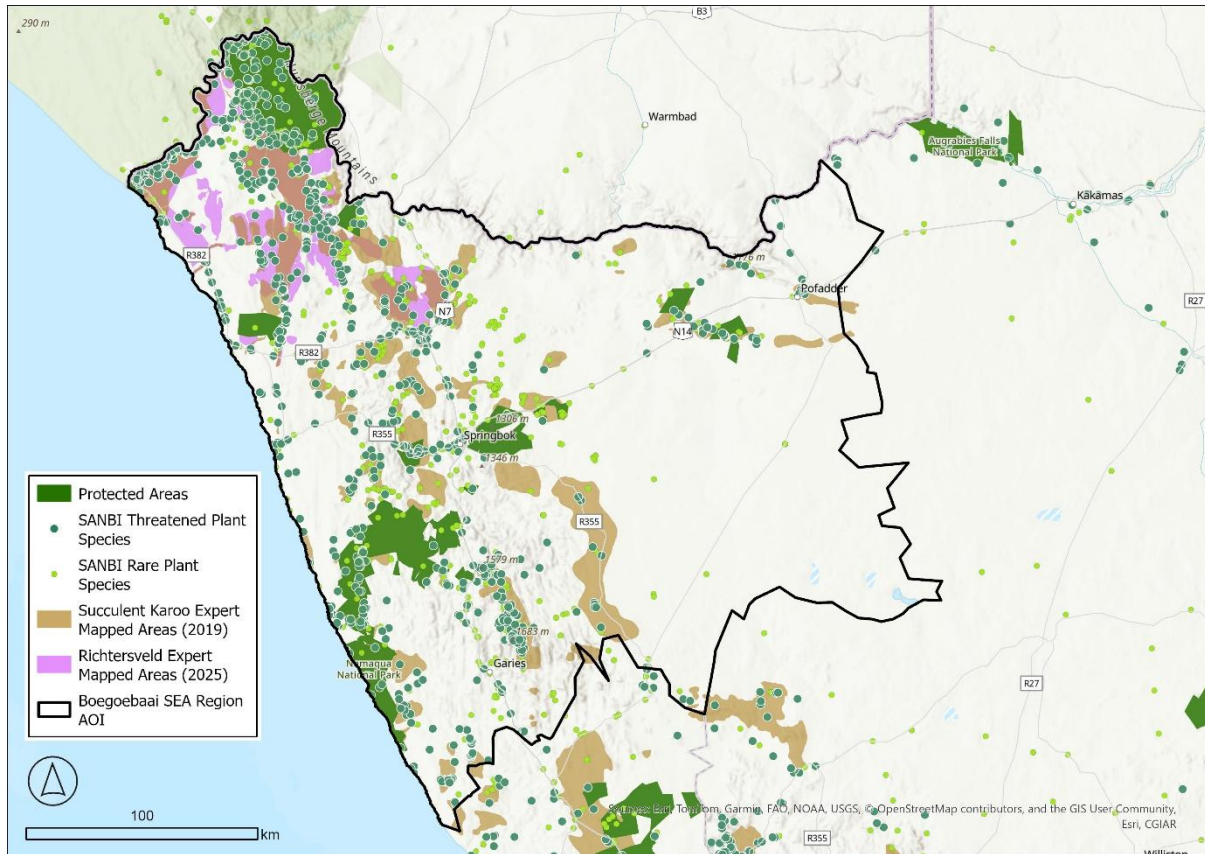 290 m
B3
Warmbad
Mountains
Augrabies Falls
National Park
Kakamas
R382
1176 m
Pofadder
R27
N7
N14
R382
1306 m
R355
Springbok
1346 m
R355
1579 m
1683 m
Garies
Namaqua
National Park
R27
Protected Areas
SANBI Threatened Plant
Species
SANBI Rare Plant
Species
Succulent Karoo Expert
Mapped Areas (2019)
Richtersveld Expert
Mapped Areas (2025)
Boegoebaai SEA Region
AOI
100
km
Sources: Esri, TomTom, Garmin, FAO, NOAA, USGS, © OpenStreetMap contributors, and the GIS User Community,
Esri, CGIAR
R355
Williston